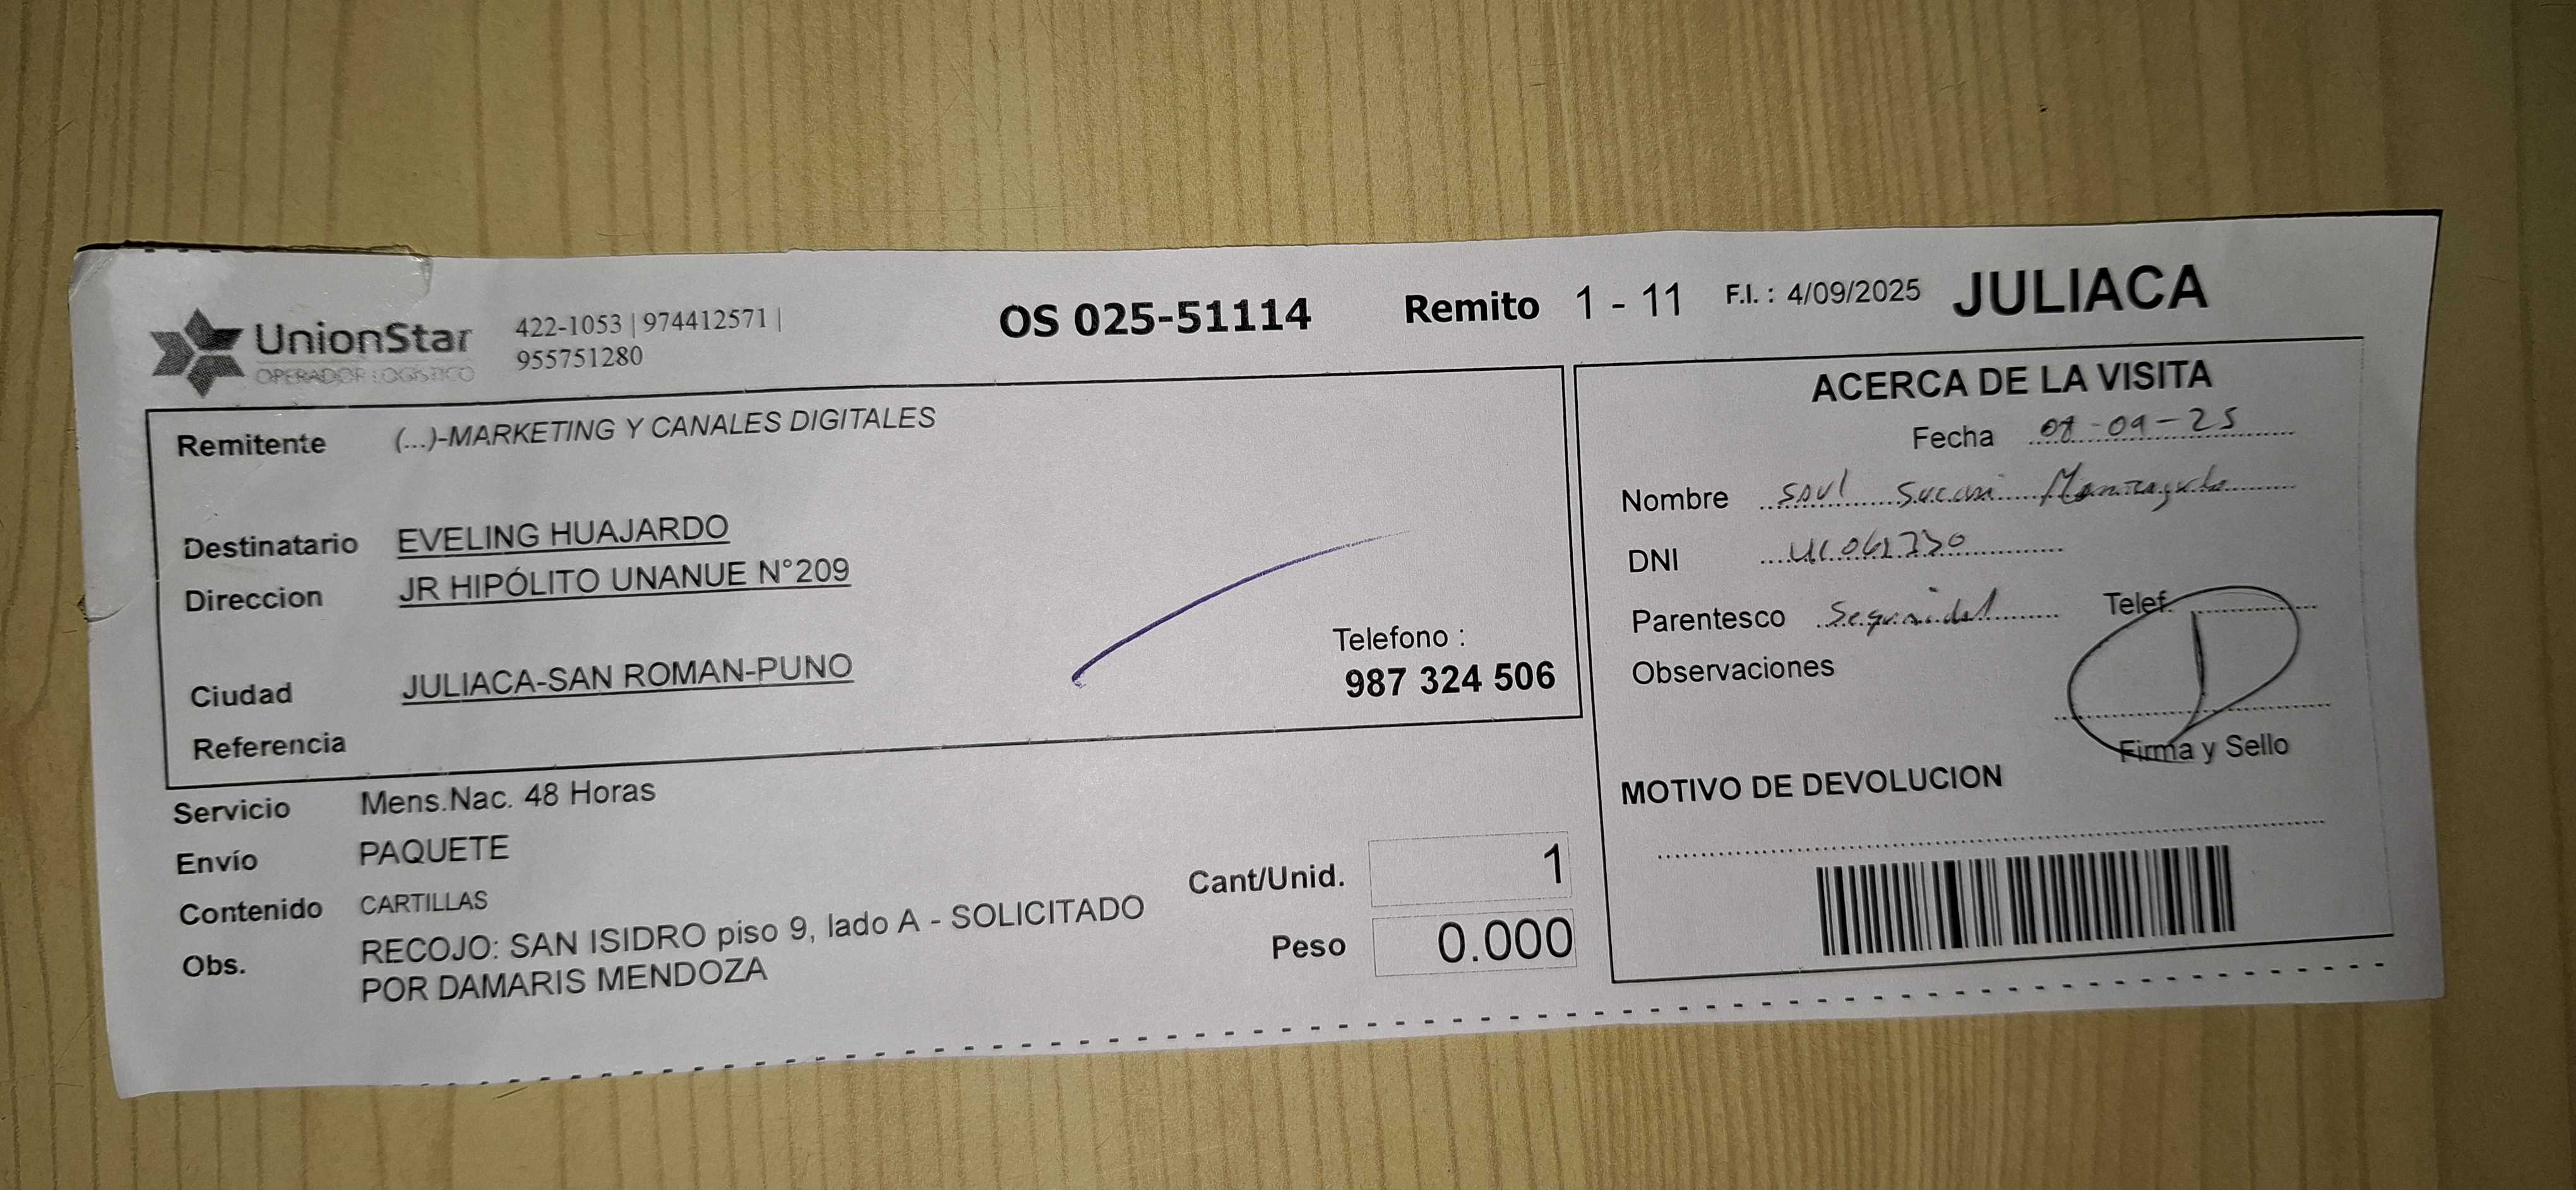 UnionStar
OPERADOR LOGÍSTICO
422-1053 | 974412571 |
955751280
OS 025-51114 Remito 1 - 11 F.I. : 4/09/2025 JULIACA
Remitente (...)-MARKETING Y CANALES DIGITALES
Destinatario EVELING HUAJARDO
Direccion JR HIPÓLITO UNANUE N°209
Ciudad JULIACA-SAN ROMAN-PUNO
Referencia
Telefono :
987 324 506
Servicio Mens.Nac. 48 Horas
Envío PAQUETE
Contenido CARTILLAS
Obs. RECOJO: SAN ISIDRO piso 9, lado A - SOLICITADO
POR DAMARIS MENDOZA
Cant/Unid. 1
Peso 0.000
ACERCA DE LA VISITA
Fecha -09-25
Nombre Saul
DNI
Parentesco Telef.
Observaciones
Firma y Sello
MOTIVO DE DEVOLUCION